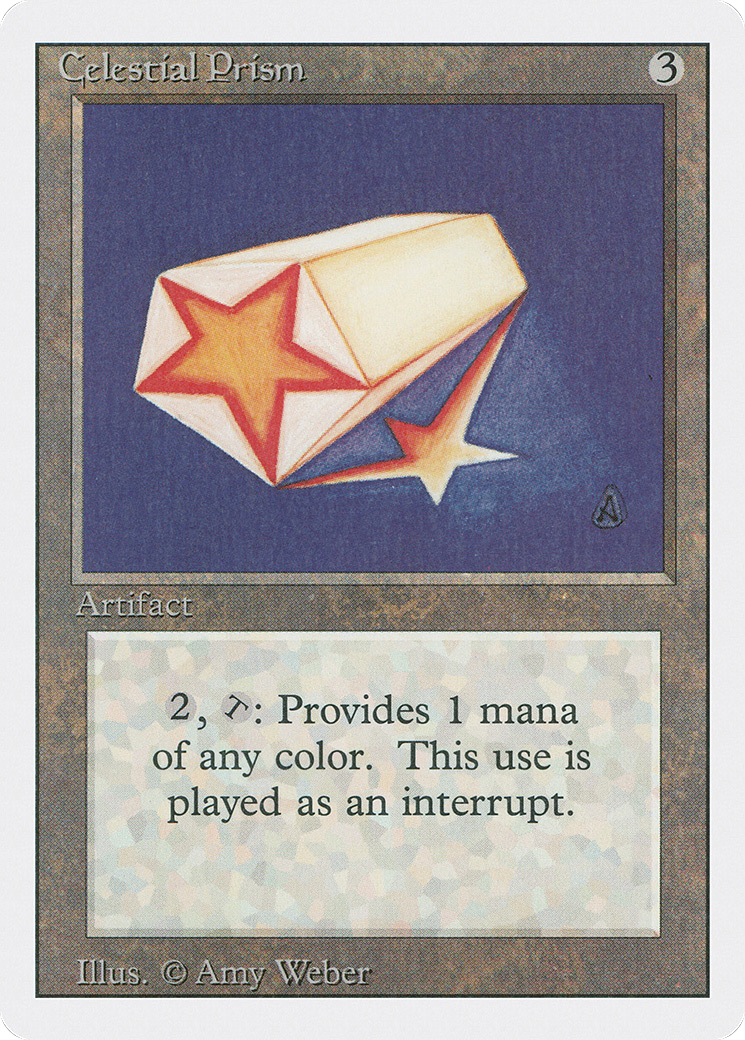 Celestial Prism 3
A
Artifact
2, T: Provides 1 mana
of any color. This use is
played as an interrupt.
Illus. © Amy Weber